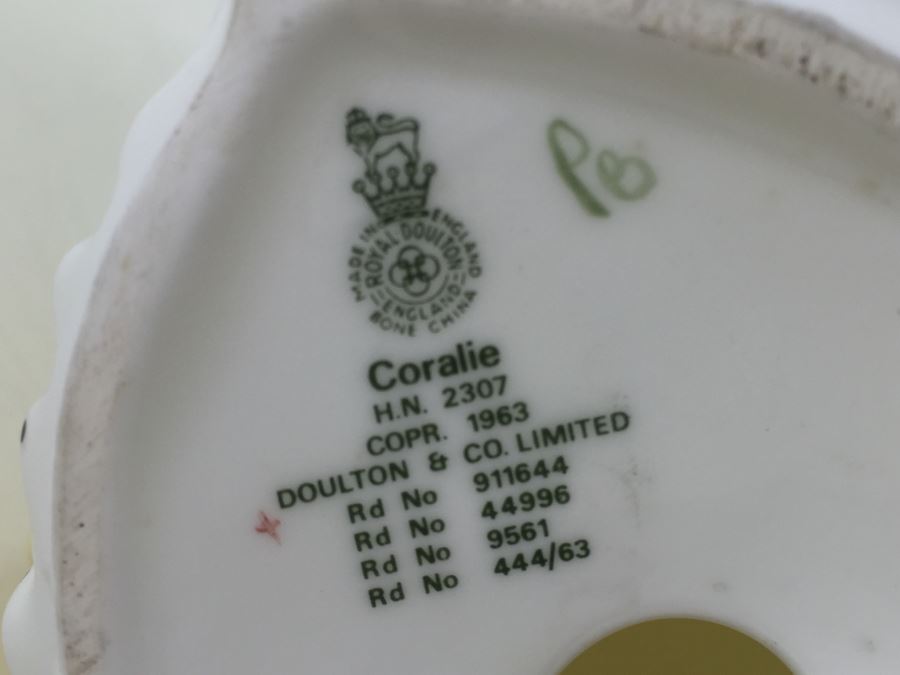 MADE IN ENGLAND
ROYAL DOULTON
ENGLAND
BONE CHINA
Coralie
H.N. 2307
COPR. 1963
DOULTON & CO. LIMITED
Rd No 911644
Rd No 44996
Rd No 9561
Rd No 444/63